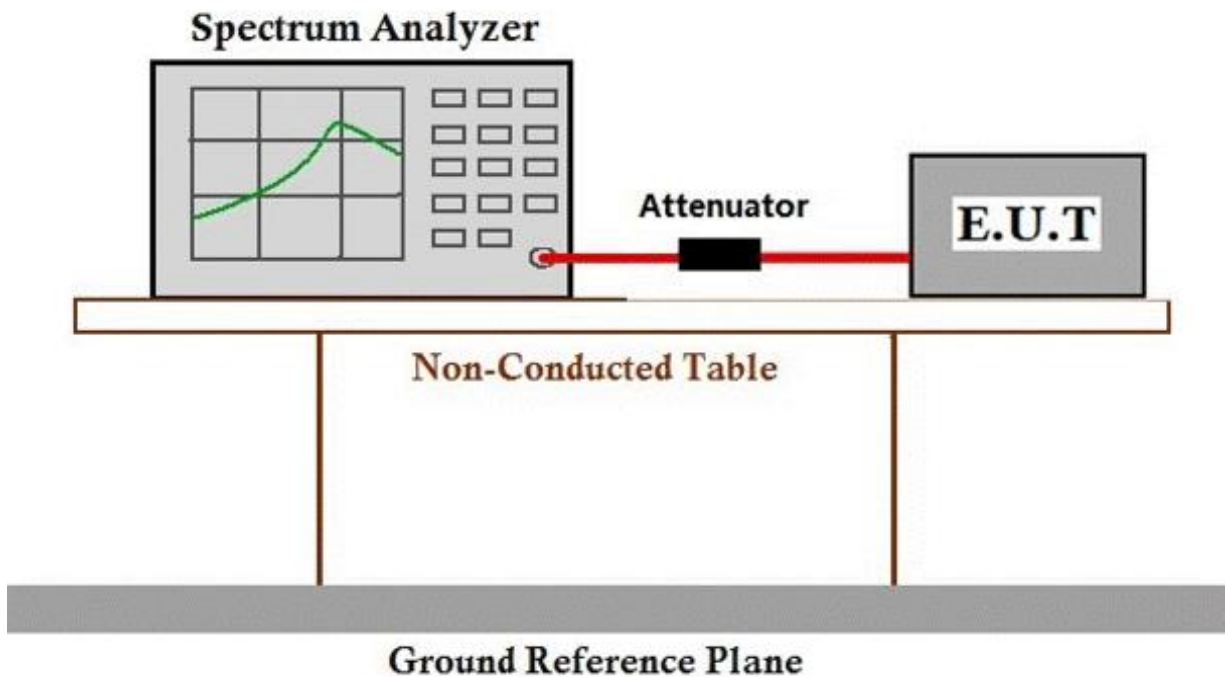 Spectrum Analyzer
Attenuator
E.U.T
Non-Conducted Table
Ground Reference Plane